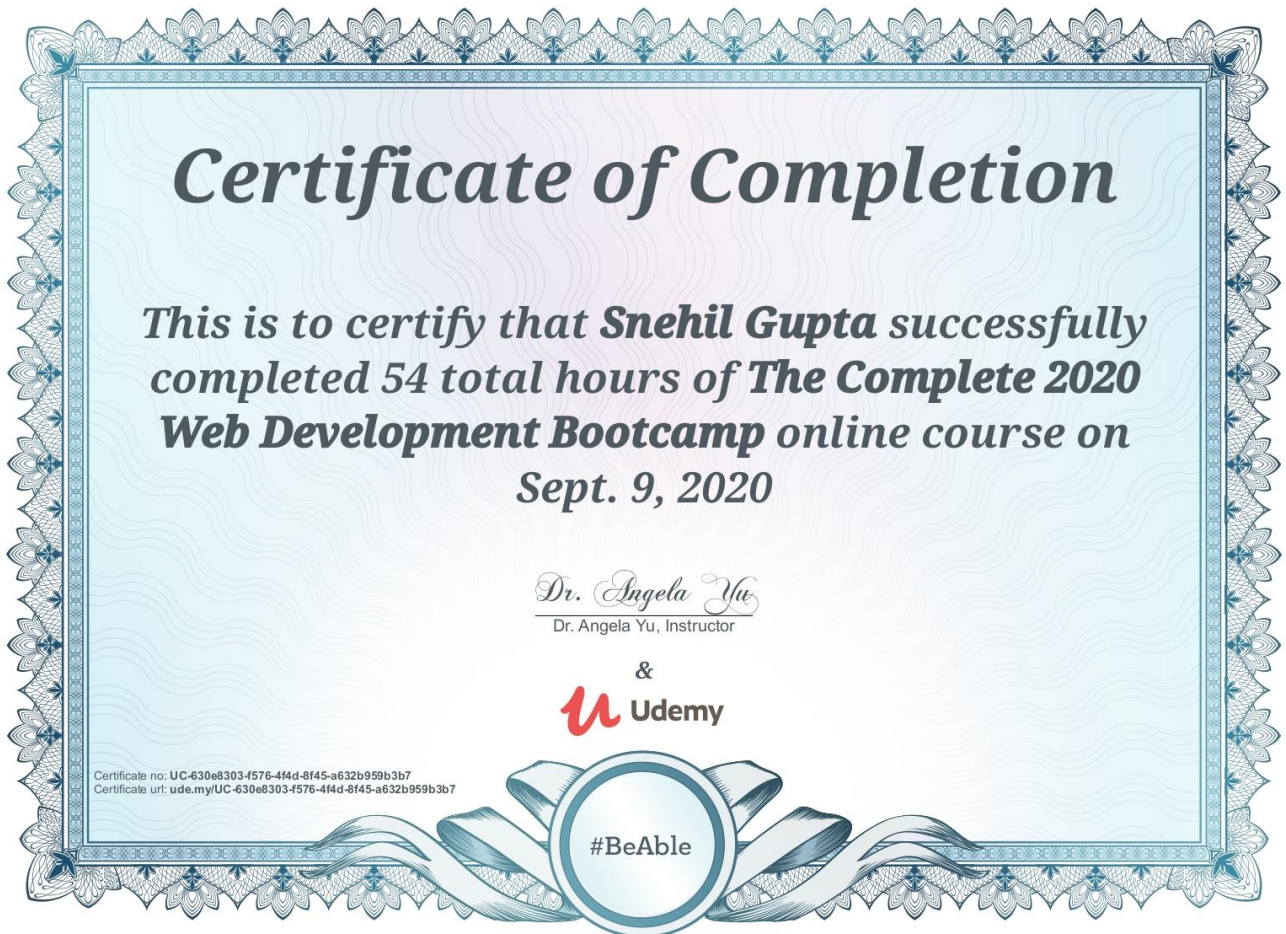 Certificate of Completion
This is to certify that Snehil Gupta successfully
completed 54 total hours of The Complete 2020
Web Development Bootcamp online course on
Sept. 9, 2020
Dr. Angela Yu
Dr. Angela Yu, Instructor
&
Udemy
Certificate no: UC-630e8303-f576-4f4d-8f45-a632b959b3b7
Certificate url: ude.my/UC-630e8303-f576-4f4d-8f45-a632b959b3b7
#BeAble